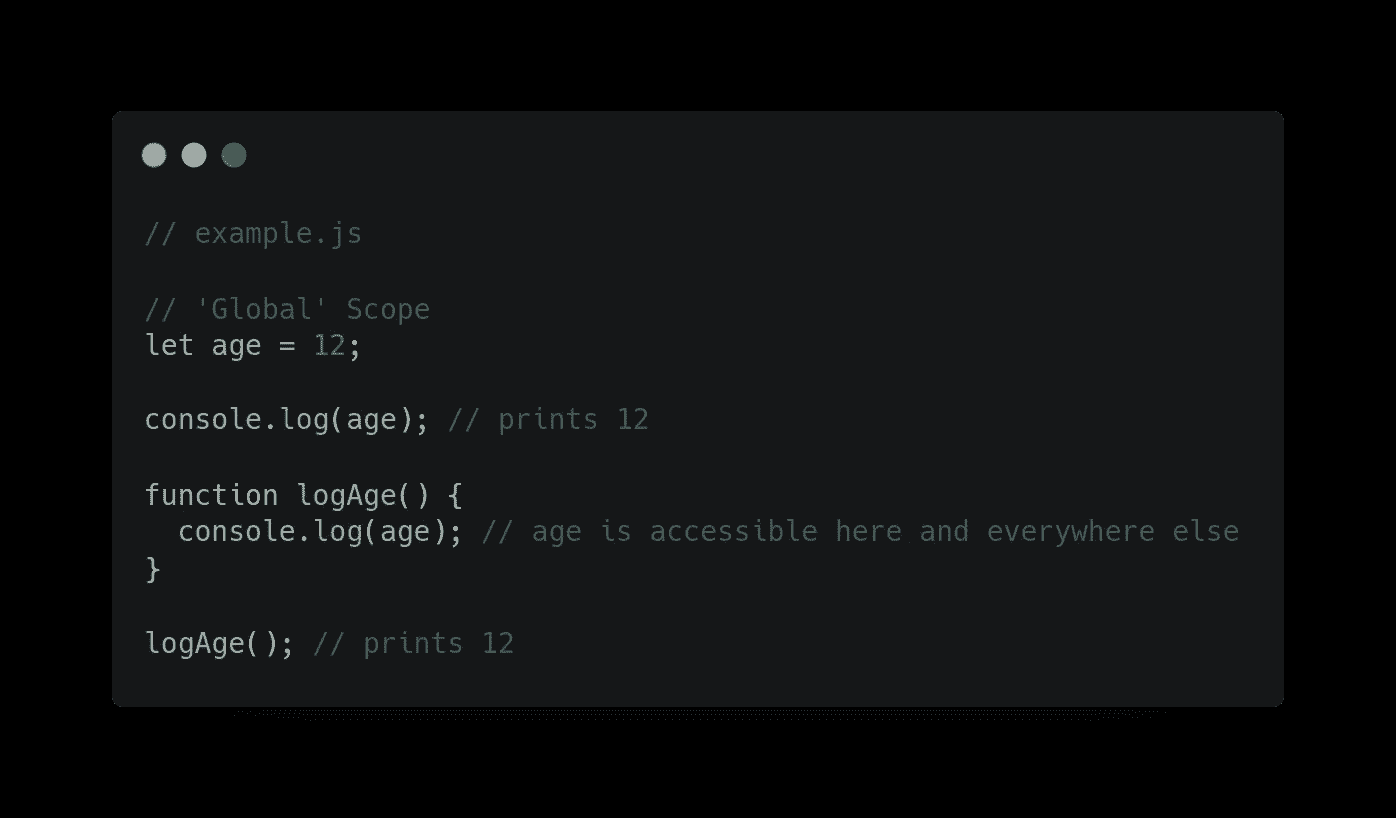 // example.js
// 'Global' Scope
let age = 12;
console.log(age); // prints 12
function logAge() {
  console.log(age); // age is accessible here and everywhere else
}
logAge(); // prints 12